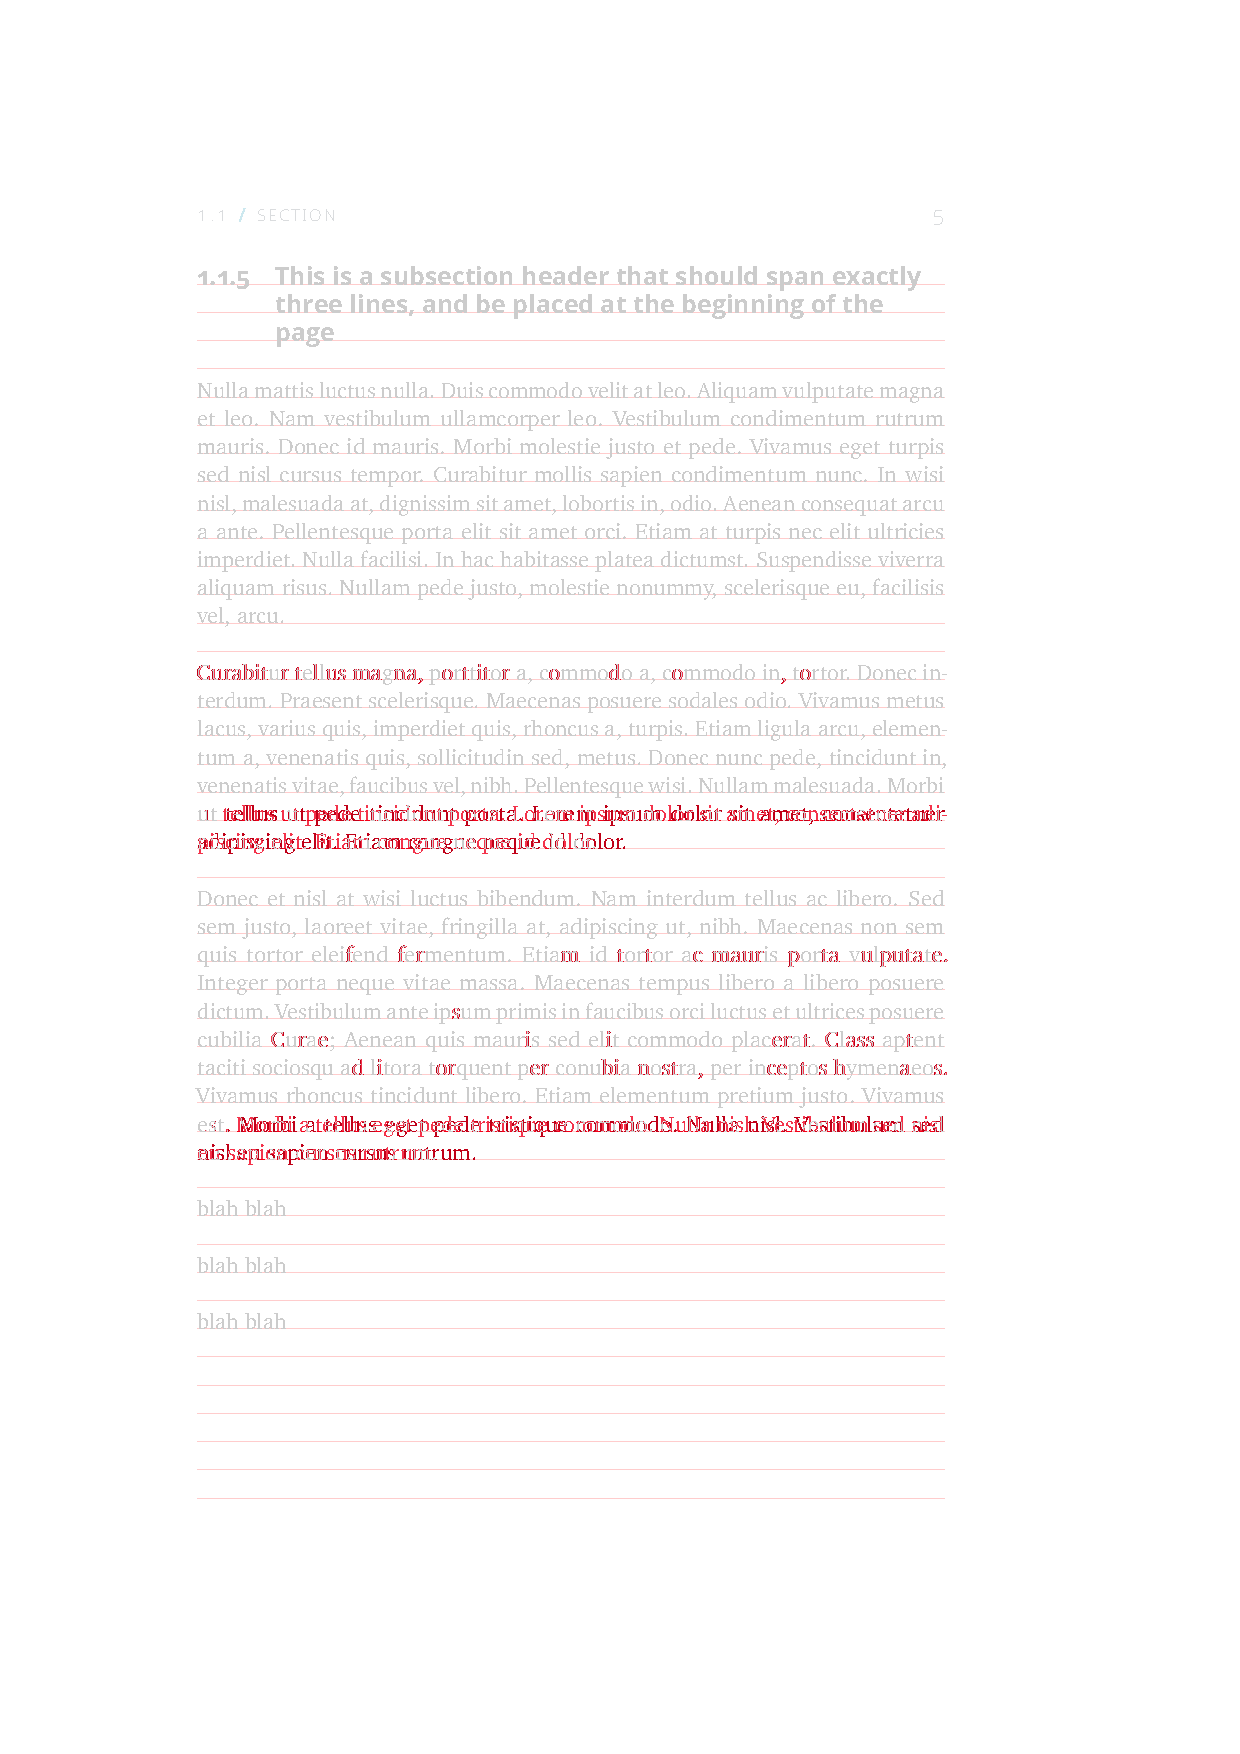 1.1 / SECTION 5
1.1.5 This is a subsection header that should span exactly
three lines, and be placed at the beginning of the
page
Nulla mattis luctus nulla. Duis commodo velit at leo. Aliquam vulputate magna
et leo. Nam vestibulum ullamcorper leo. Vestibulum condimentum rutrum
mauris. Donec id mauris. Morbi molestie justo et pede. Vivamus eget turpis
sed nisl cursus tempor. Curabitur mollis sapien condimentum nunc. In wisi
nisl, malesuada at, dignissim sit amet, lobortis in, odio. Aenean consequat arcu
a ante. Pellentesque porta elit sit amet orci. Etiam at turpis nec elit ultricies
imperdiet. Nulla facilisi. In hac habitasse platea dictumst. Suspendisse viverra
aliquam risus. Nullam pede justo, molestie nonummy, scelerisque eu, facilisis
vel, arcu.
Curabitur tellus magna, porttitor a, commodo a, commodo in, tortor. Donec in-
terdum. Praesent scelerisque. Maecenas posuere sodales odio. Vivamus metus
lacus, varius quis, imperdiet quis, rhoncus a, turpis. Etiam ligula arcu, elemen-
tum a, venenatis quis, sollicitudin sed, metus. Donec nunc pede, tincidunt in,
venenatis vitae, faucibus vel, nibh. Pellentesque wisi. Nullam malesuada. Morbi
ut tellus ut pede tincidunt porta. Lorem ipsum dolor sit amet,
elit. Etiam congue neque id dolor.
Donec et nisl at wisi luctus bibendum. Nam interdum tellus ac libero. Sed
sem justo, laoreet vitae, fringilla at, adipiscing ut, nibh. Maecenas non sem
quis tortor eleifend fermentum. Etiam id tortor ac mauris porta vulputate.
Integer porta neque vitae massa. Maecenas tempus libero a libero posuere
dictum. Vestibulum ante ipsum primis in faucibus orci luctus et ultrices posuere
cubilia Curae; Aenean quis mauris sed elit commodo placerat. Class aptent
taciti sociosqu ad litora torquent per conubia nostra, per inceptos hymenaeos.
Vivamus rhoncus tincidunt libero. Etiam elementum pretium justo. Vivamus
est. Morbi a tellus eget pede tristique commodo. Nulla nisl. Vestibulum sed
nisl eu sapien cursus rutrum.
blah blah
blah blah
blah blah